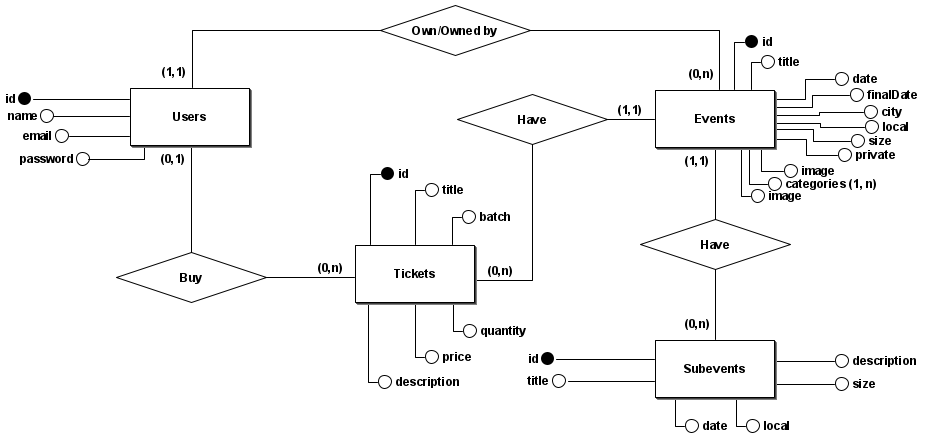 Own/Owned by
id
title
(1,1)
(0,n)
date
finalDate
id
name
email
password
Users
Have
(1,1)
Events
city
local
size
private
(0,1)
(1,1)
image
categories (1, n)
image
id
title
batch
Buy
(0,n)
Tickets
(0,n)
Have
quantity
price
description
(0,n)
id
title
Subevents
description
size
date
local